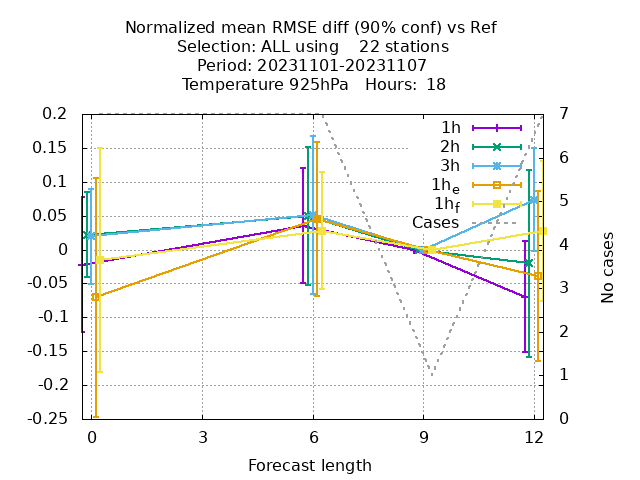 Normalized mean RMSE diff (90% conf) vs Ref
Selection: ALL using    22 stations
Period: 20231101-20231107
Temperature 925hPa   Hours:  18
0.2
0.15
0.1
0.05
0
-0.05
-0.1
-0.15
-0.2
-0.25
7
6
5
4
3
2
1
0
1h
2h
3h
1he
1hf
Cases
No cases
0
3
6
9
12
Forecast length